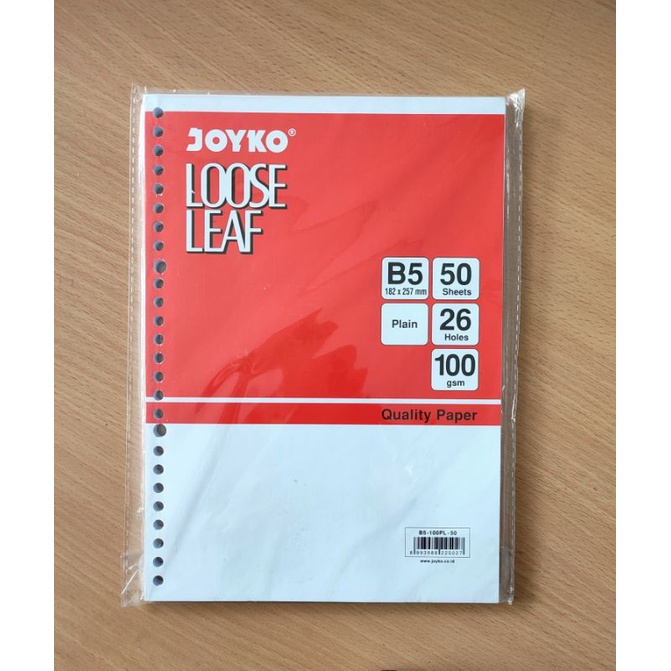 JOYKO®
LOOSE
LEAF
B5
182 x 257 mm
50
Sheets
Plain
26
Holes
100
gsm
Quality Paper
B5-100PL-50
www.joyko.co.id